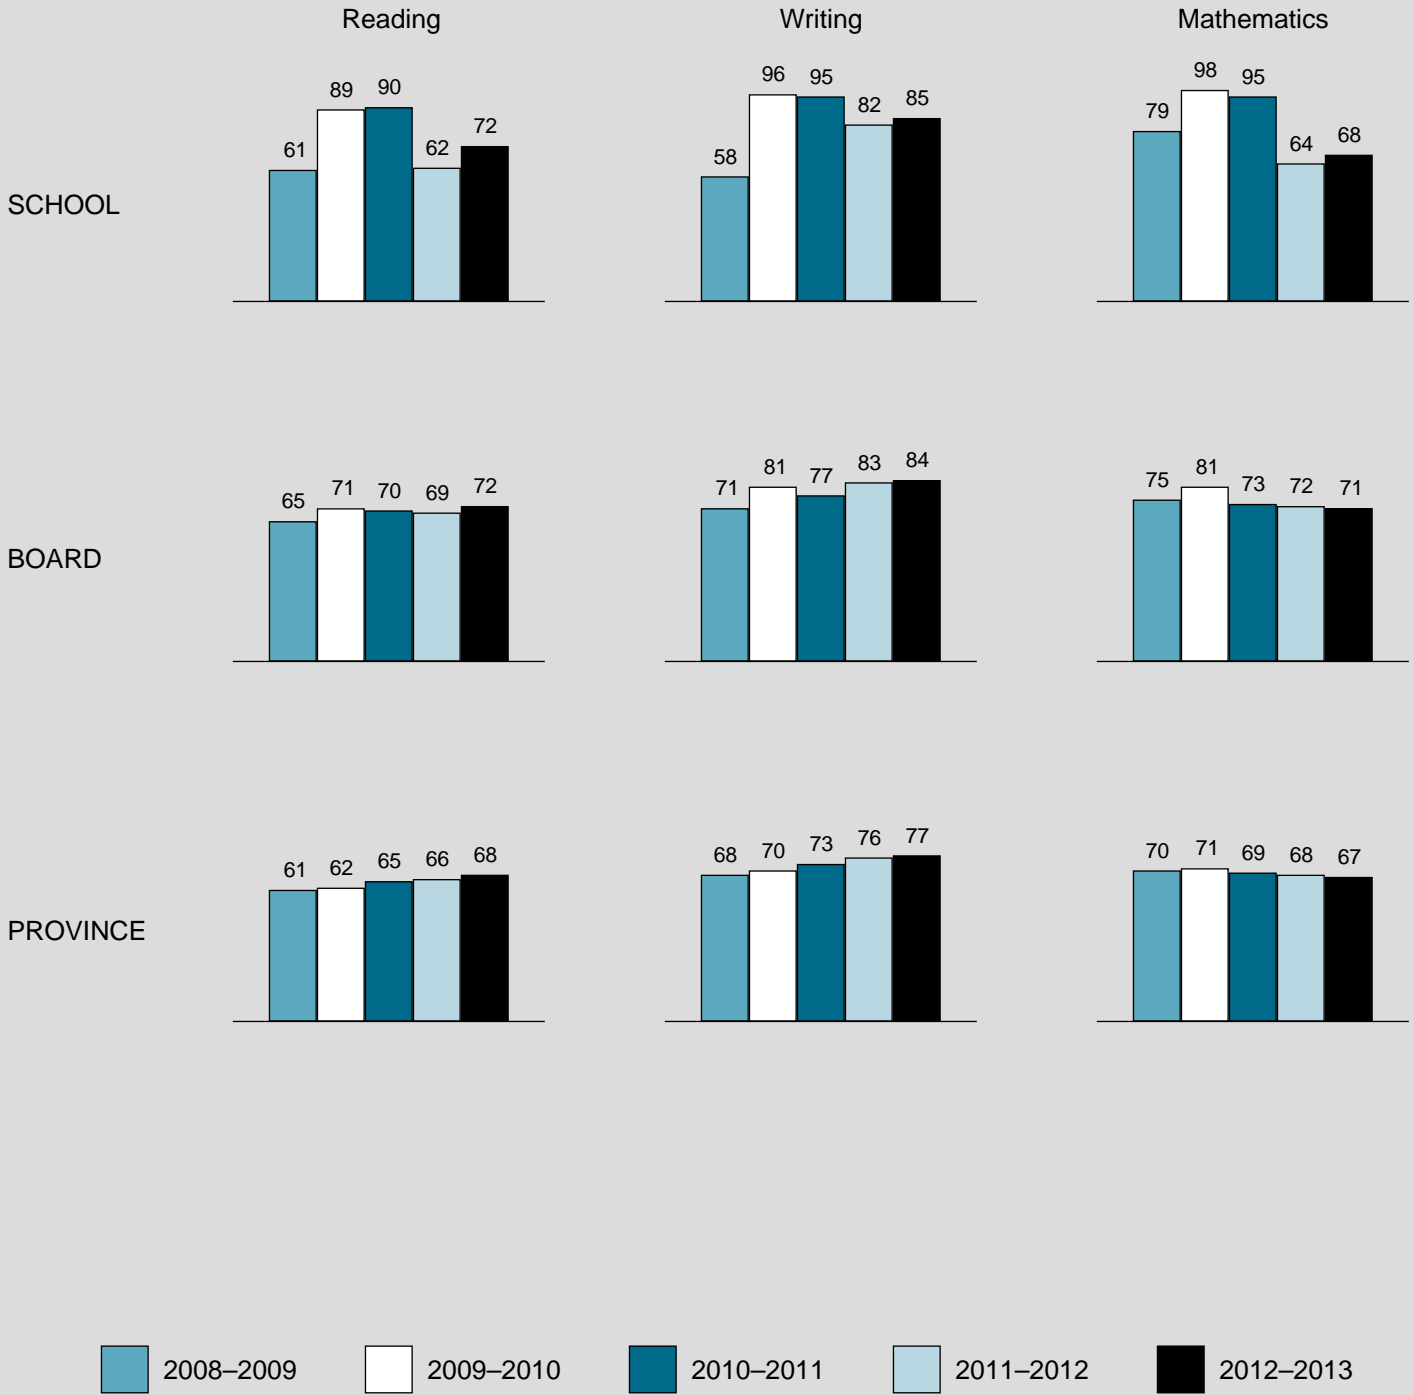 Reading Writing Mathematics
SCHOOL
61 89 90 62 72
58 96 95 82 85
79 98 95 64 68
BOARD
65 71 70 69 72
71 81 77 83 84
75 81 73 72 71
PROVINCE
61 62 65 66 68
68 70 73 76 77
70 71 69 68 67
2008–2009 2009–2010 2010–2011 2011–2012 2012–2013